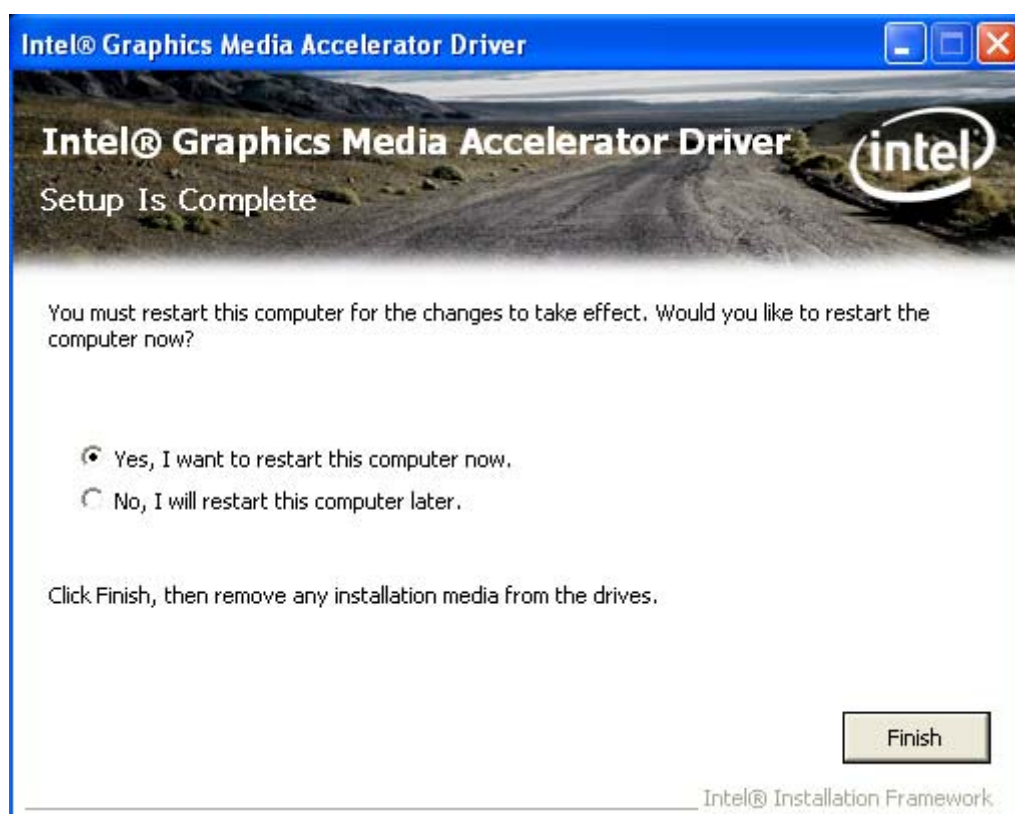 Intel® Graphics Media Accelerator Driver
Intel® Graphics Media Accelerator Driver
intel
Setup Is Complete
You must restart this computer for the changes to take effect. Would you like to restart the
computer now?
Yes, I want to restart this computer now.
No, I will restart this computer later.
Click Finish, then remove any installation media from the drives.
Finish
Intel® Installation Framework